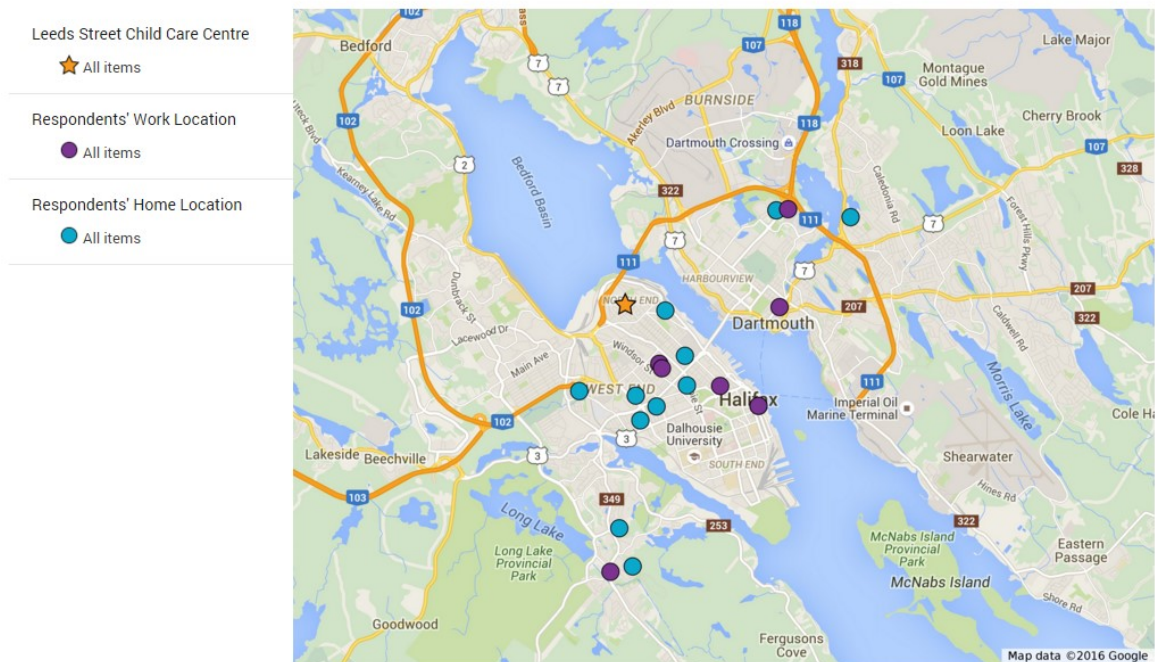 Leeds Street Child Care Centre
All items
Respondents' Work Location
All items
Respondents' Home Location
All items
102
118
Bedford
107
Lake Major
7
318
Montague
Gold Mines
7
107
BURNSIDE
Akerley Blvd
118
Cherry Brook
102
Dartmouth Crossing
Loon Lake
107
2
328
Kearney Lake Rd
Bedford Basin
322
Caledonia Rd
Forest Hills Pkwy
111
7
7
111
HARBOURVIEW
7
207
Dunbrack St
NORTH END
207
102
Dartmouth
322
Lacewood Dr
Caldwell Rd
Main Ave
Windsor St
WEST END
111
Morris Lake
Halifax
Imperial Oil
Marine Terminal
Cole Ha
102
Dalhousie
University
3
Lakeside
Beechville
3
SOUTH END
Shearwater
103
349
Hines Rd
Long Lake
253
322
McNabs Island
Provincial
Park
Eastern
Passage
Long Lake
Provincial
Park
McNabs Island
Shore Rd
Goodwood
Fergusons
Cove
Map data ©2016 Google